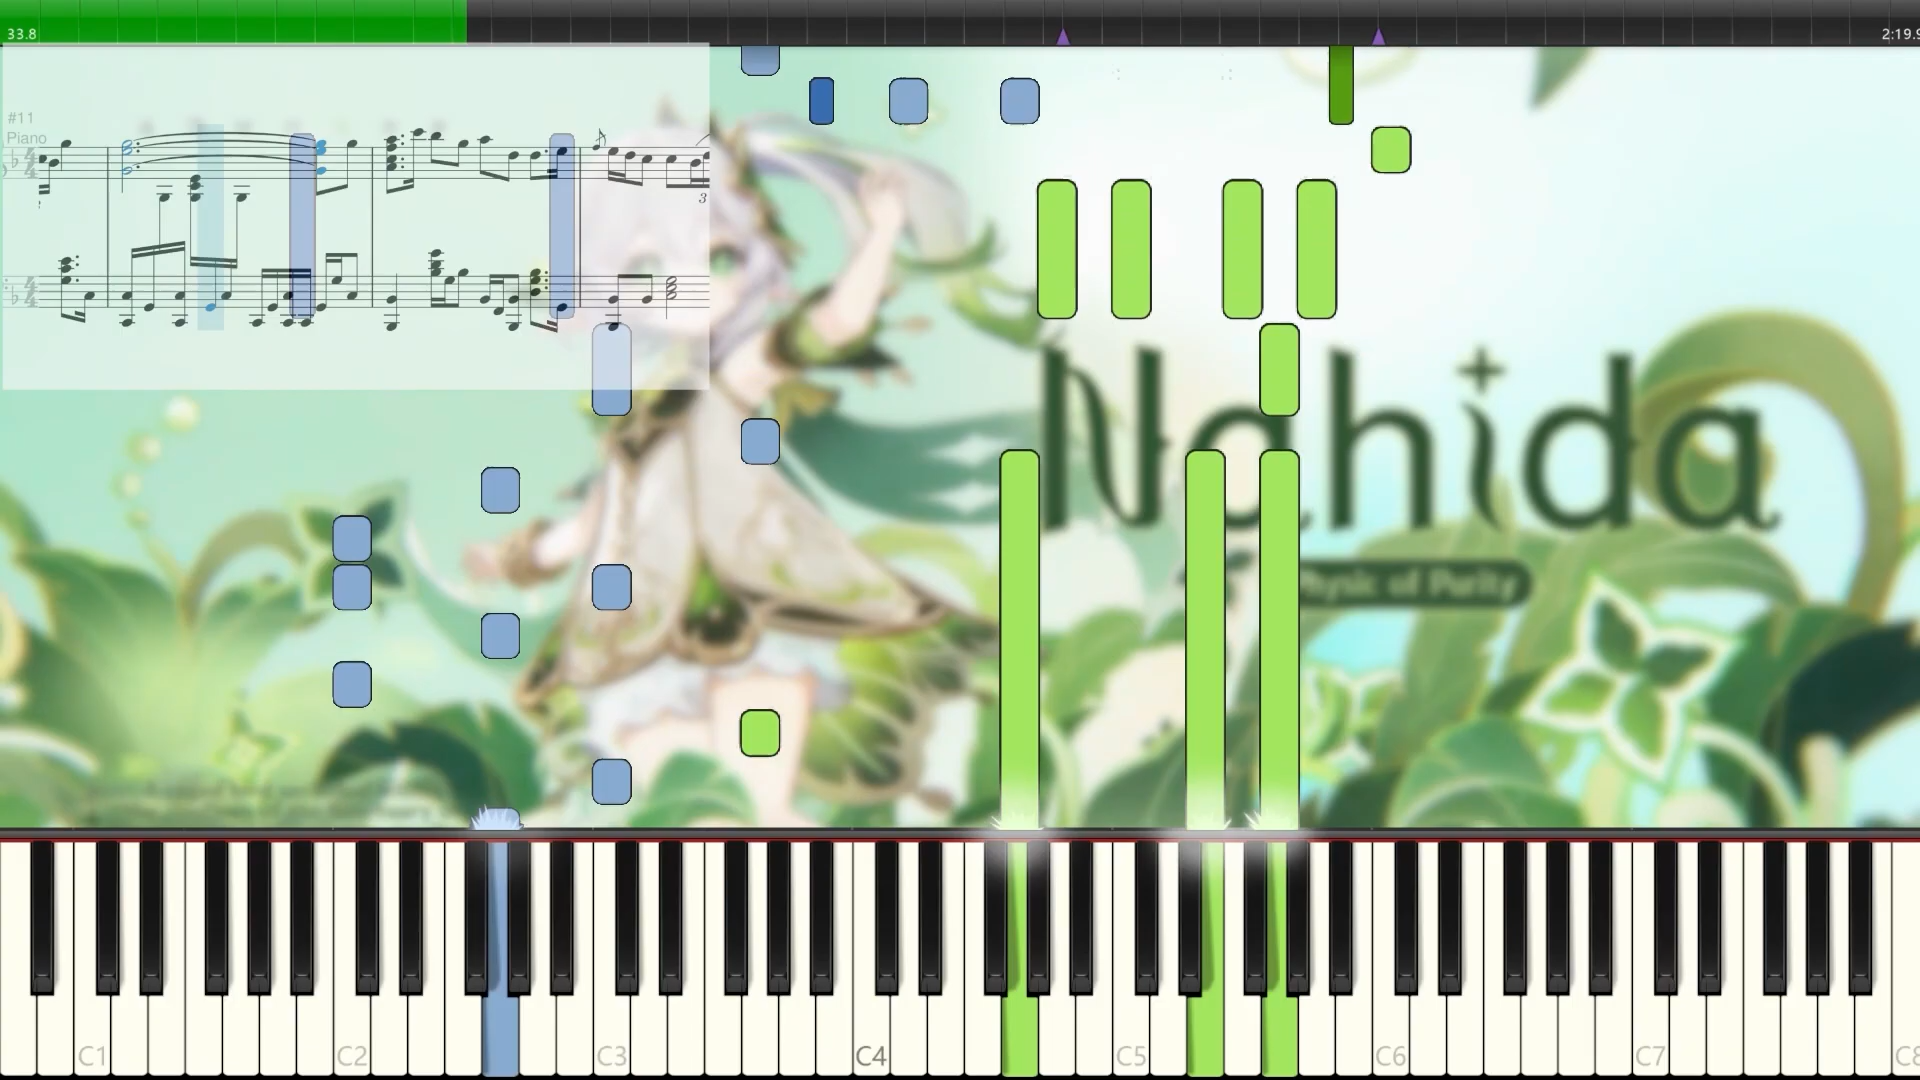 33.8
2:19.9
#11
Piano
3
Nahida
Physic of Purity
C1 C2 C3 C4 C5 C6 C7 C8